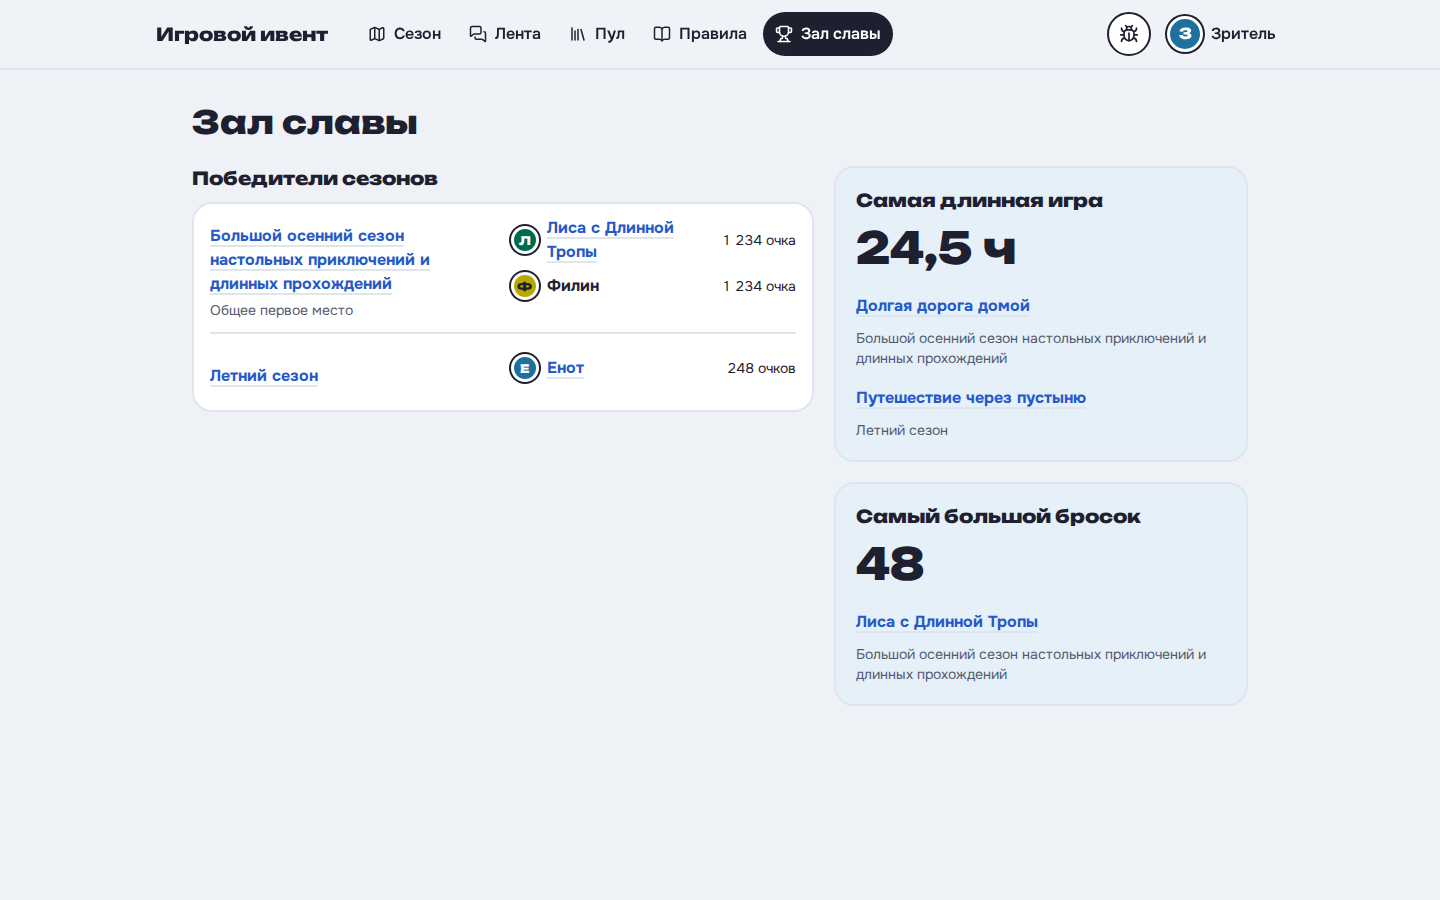 Игровой ивент
Сезон
Лента
Пул
Правила
Зал славы
З
Зритель
Зал славы
Победители сезонов
Большой осенний сезон
настольных приключений и
длинных прохождений
Общее первое место
Л
Лиса с Длинной
Тропы
1 234 очка
Ф
Филин
1 234 очка
Летний сезон
Е
Енот
248 очков
Самая длинная игра
24,5 ч
Долгая дорога домой
Большой осенний сезон настольных приключений и
длинных прохождений
Путешествие через пустыню
Летний сезон
Самый большой бросок
48
Лиса с Длинной Тропы
Большой осенний сезон настольных приключений и
длинных прохождений